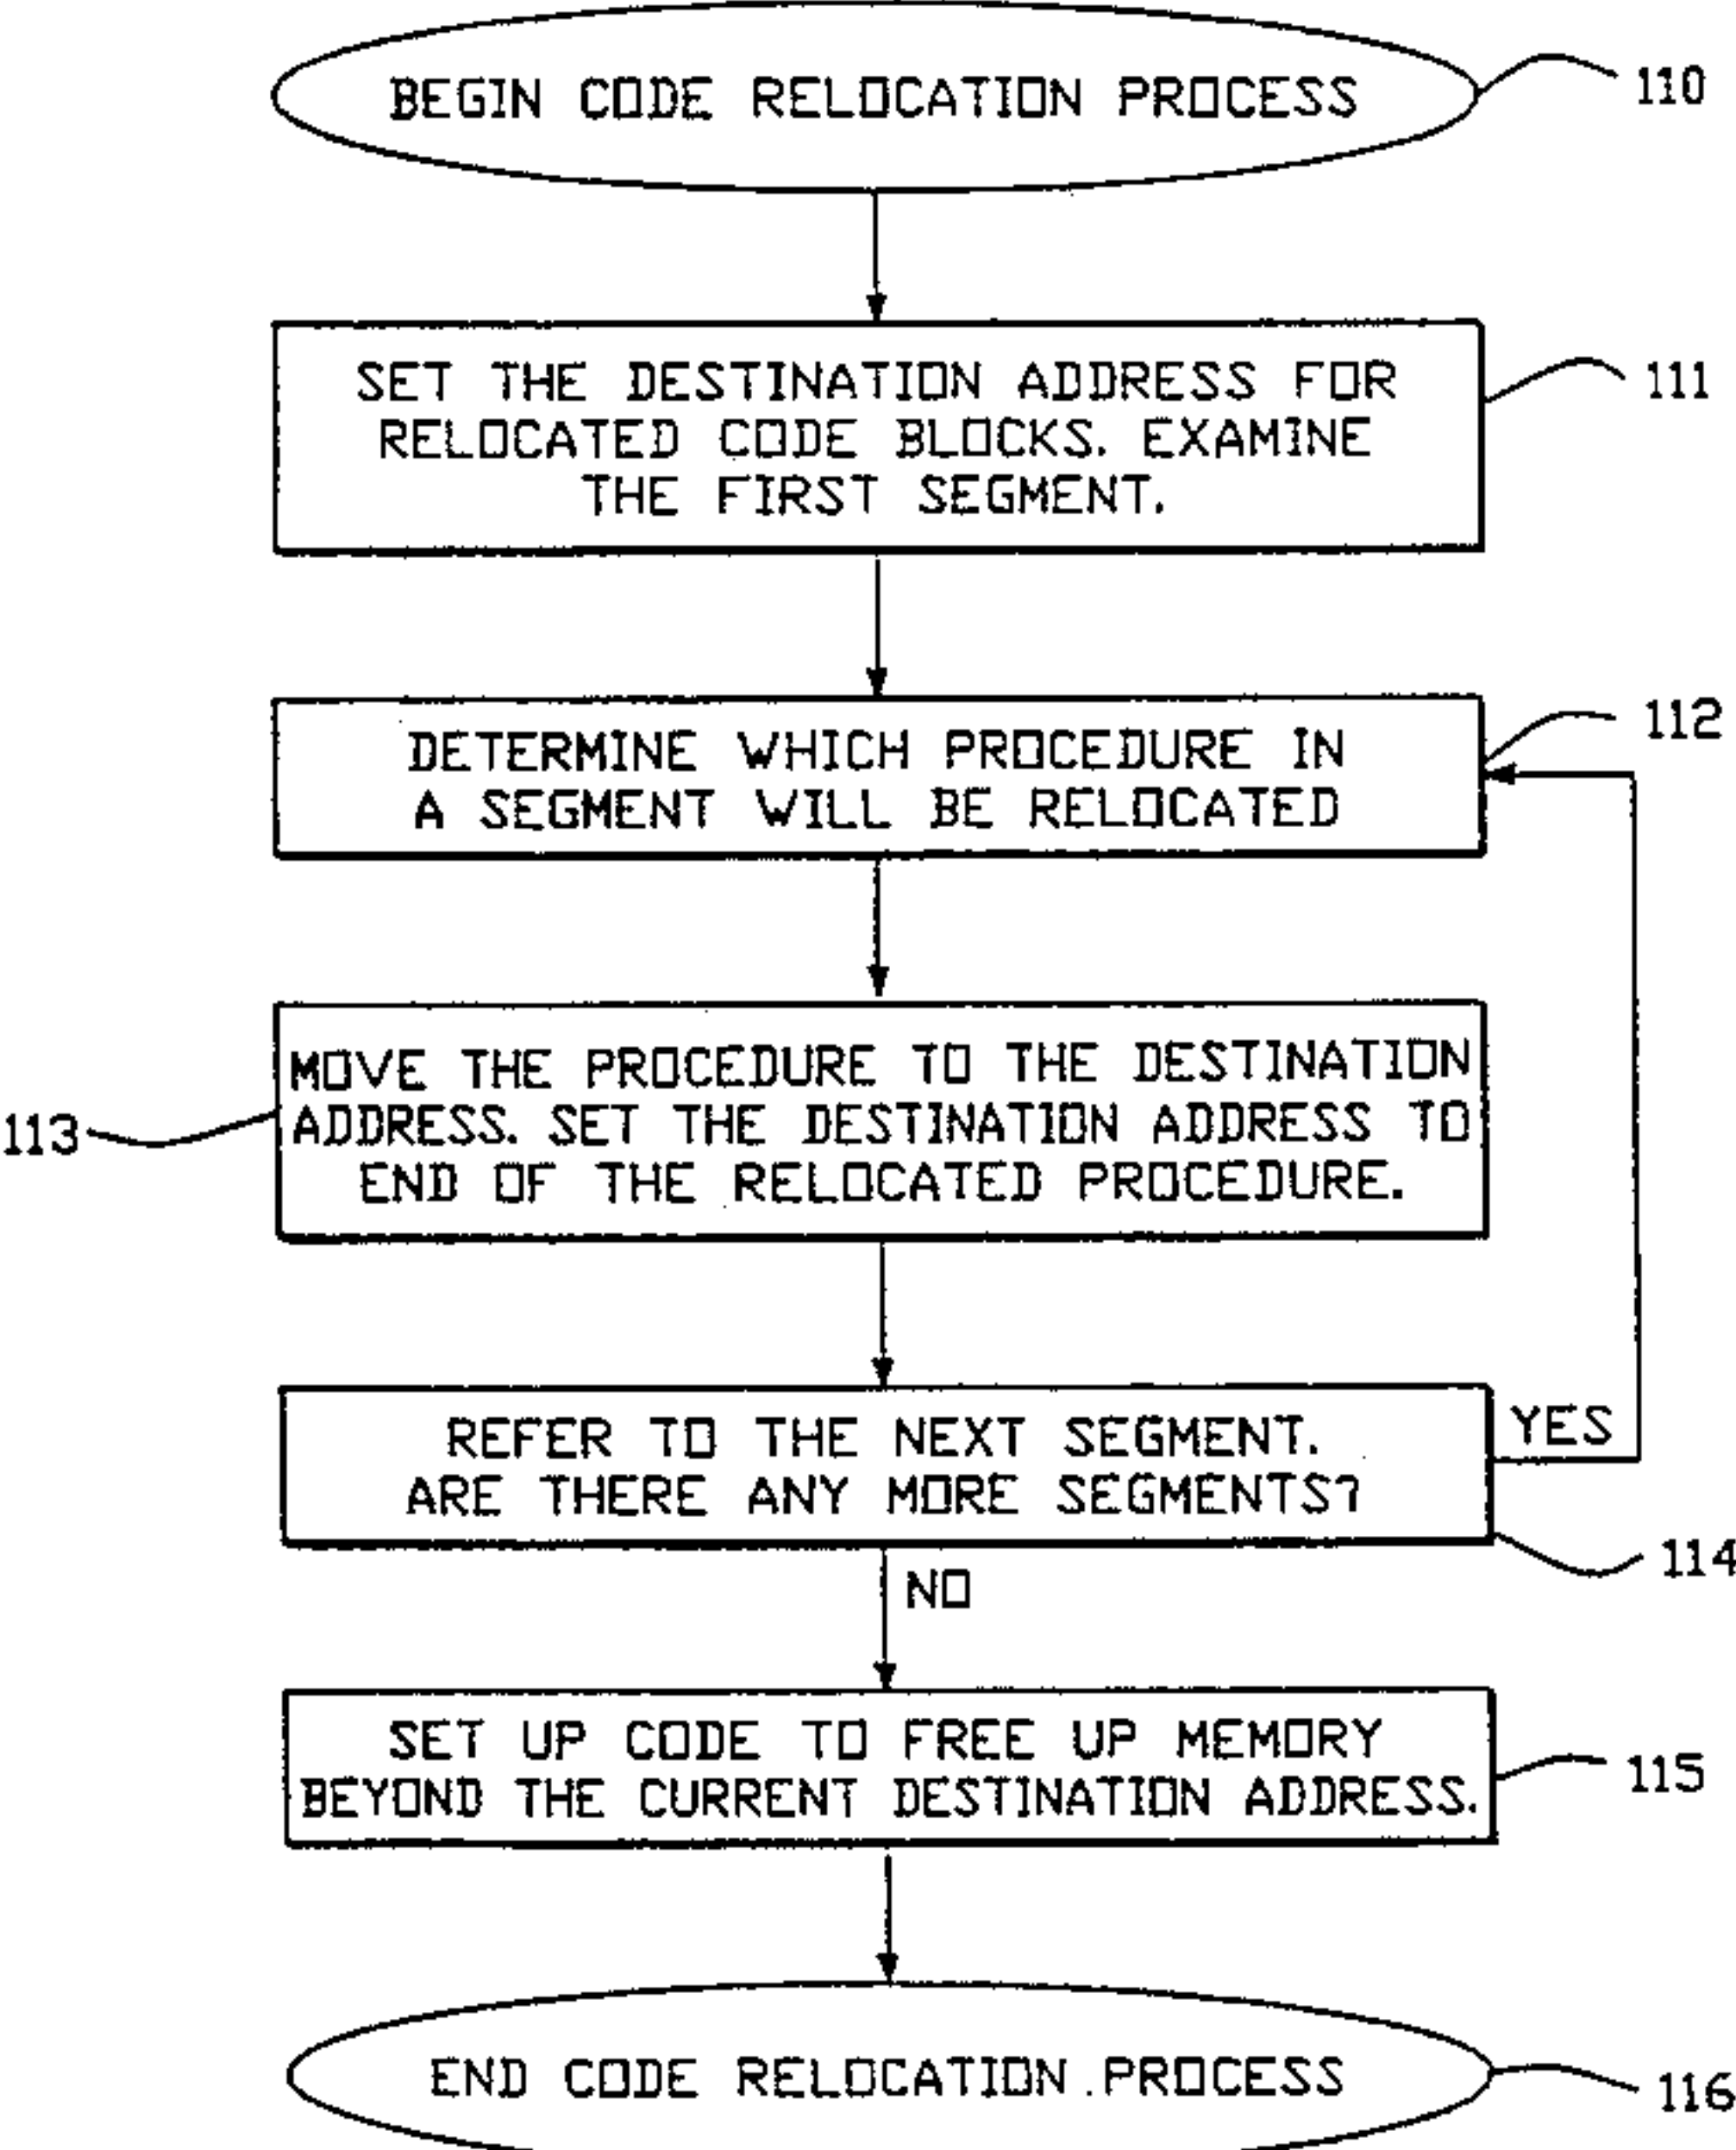 BEGIN CODE RELOCATION PROCESS
110
SET THE DESTINATION ADDRESS FOR
RELOCATED CODE BLOCKS. EXAMINE
THE FIRST SEGMENT.
111
DETERMINE WHICH PROCEDURE IN
A SEGMENT WILL BE RELOCATED
112
MOVE THE PROCEDURE TO THE DESTINATION
ADDRESS. SET THE DESTINATION ADDRESS TO
END OF THE RELOCATED PROCEDURE.
113
REFER TO THE NEXT SEGMENT.
ARE THERE ANY MORE SEGMENTS?
YES
114
NO
SET UP CODE TO FREE UP MEMORY
BEYOND THE CURRENT DESTINATION ADDRESS.
115
END CODE RELOCATION PROCESS
116